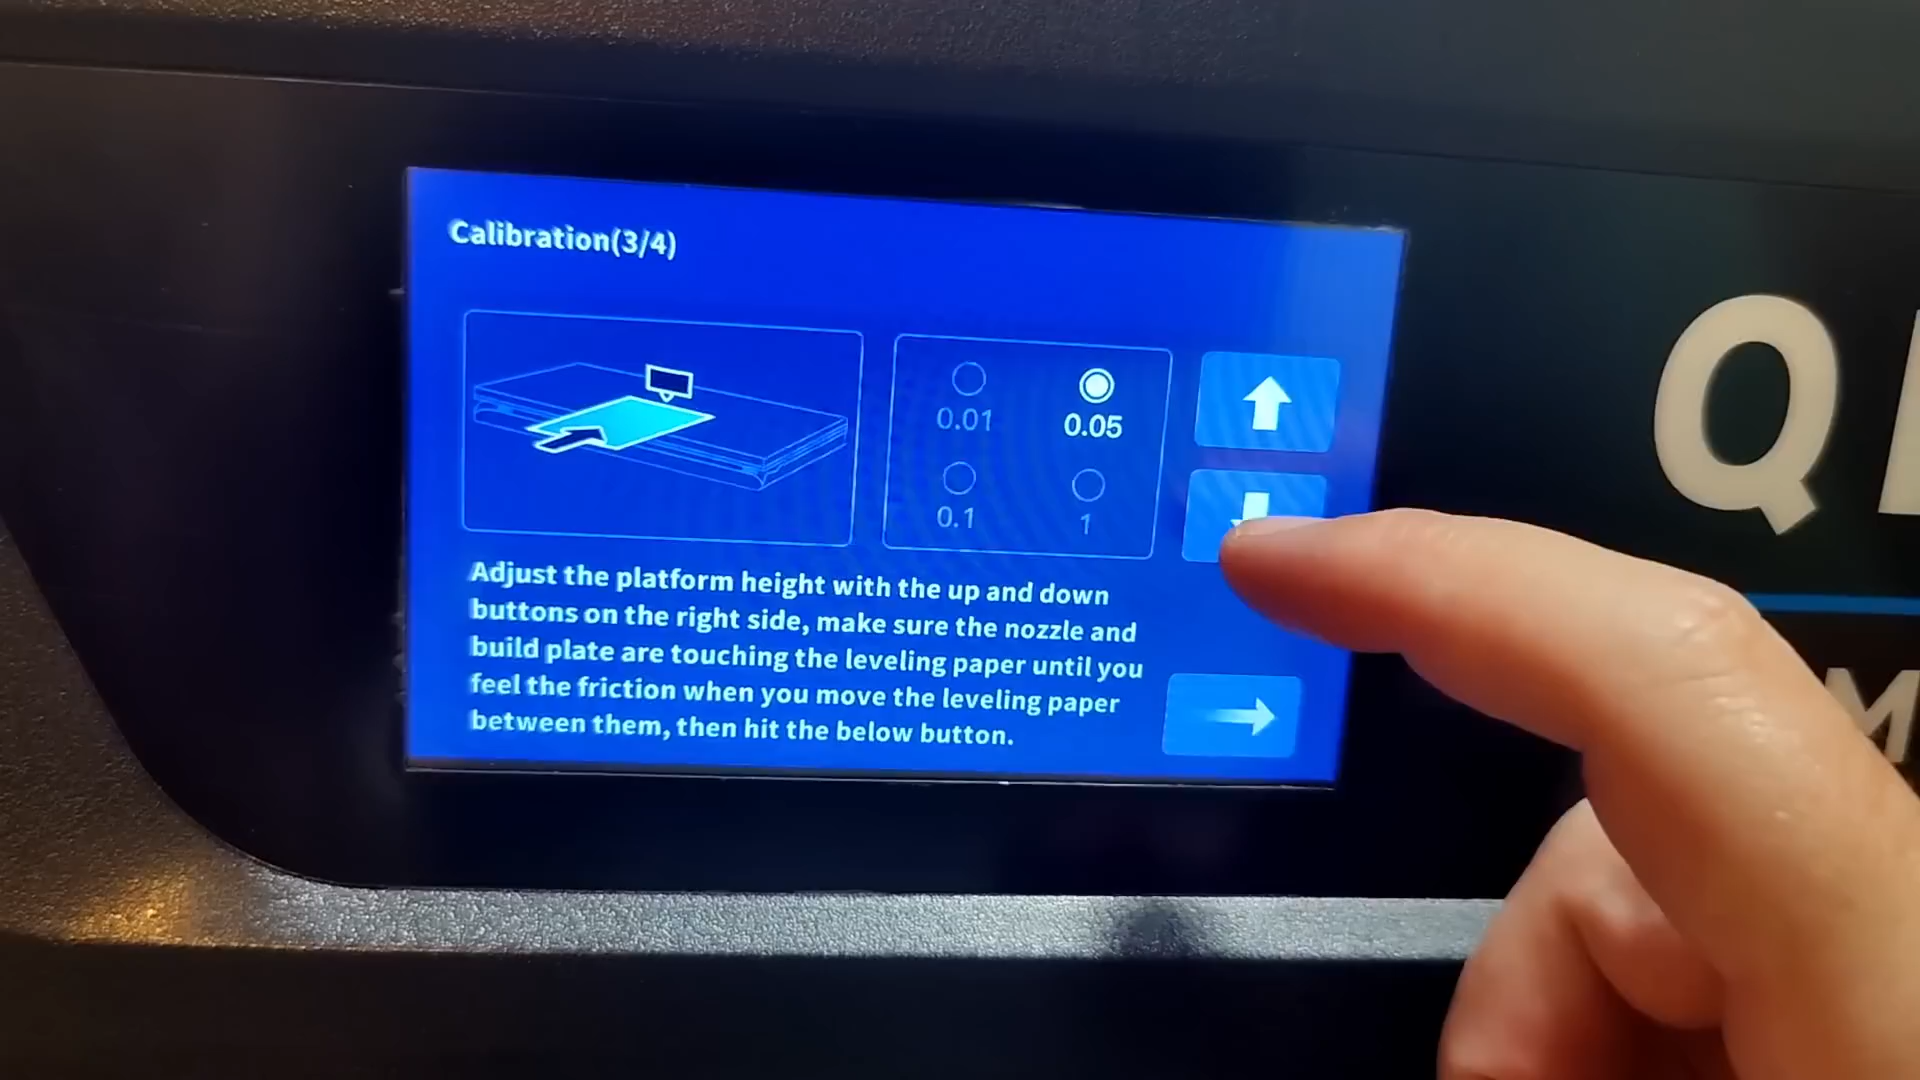 Calibration(3/4)
0.01
0.05
0.1
1
Adjust the platform height with the up and down
buttons on the right side, make sure the nozzle and
build plate are touching the leveling paper until you
feel the friction when you move the leveling paper
between them, then hit the below button.
Q
M